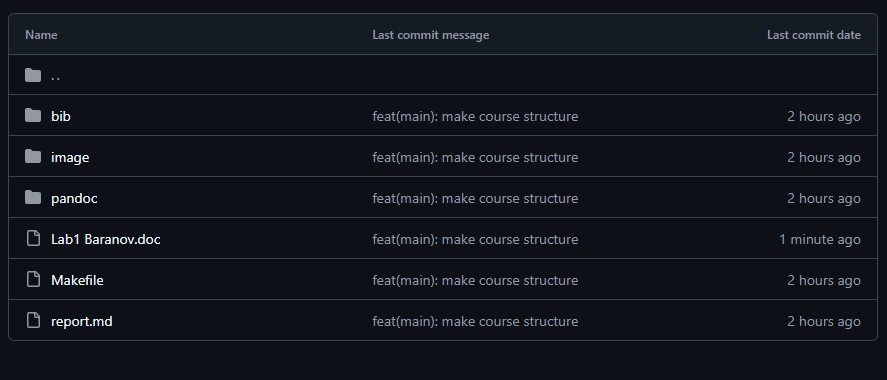 Name Last commit message Last commit date
..
bib feat(main): make course structure 2 hours ago
image feat(main): make course structure 2 hours ago
pandoc feat(main): make course structure 2 hours ago
Lab1 Baranov.doc feat(main): make course structure 1 minute ago
Makefile feat(main): make course structure 2 hours ago
report.md feat(main): make course structure 2 hours ago